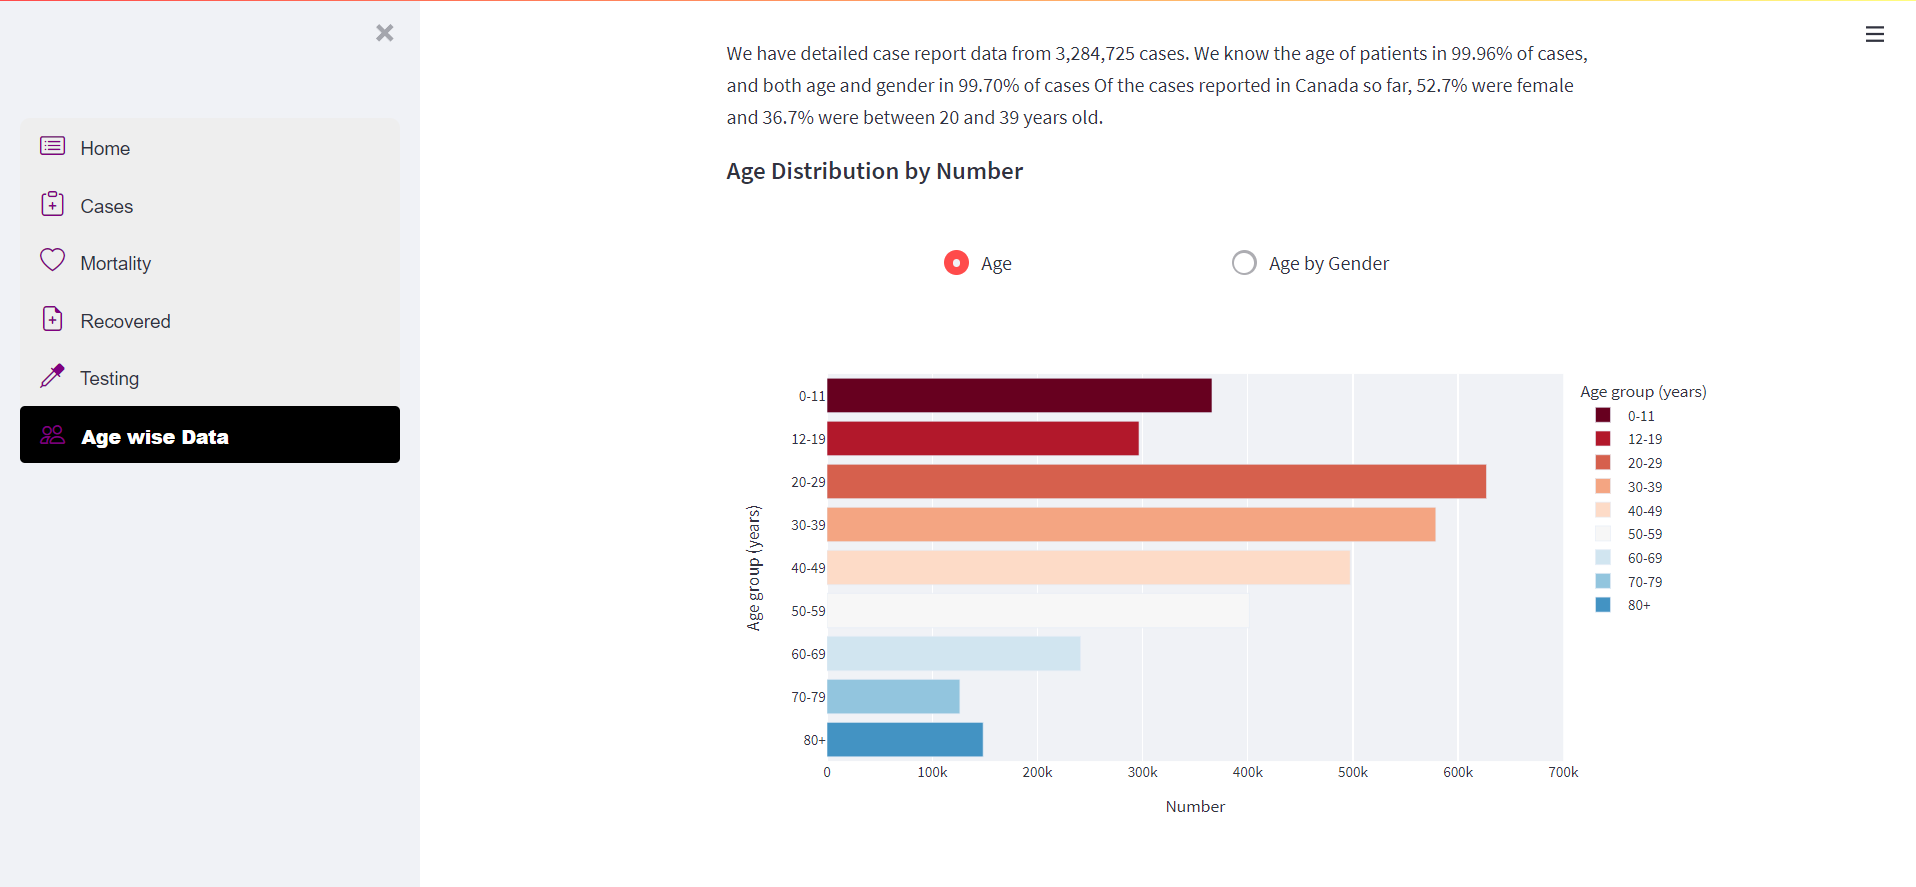 Home
Cases
Mortality
Recovered
Testing
Age wise Data
We have detailed case report data from 3,284,725 cases. We know the age of patients in 99.96% of cases,
and both age and gender in 99.70% of cases Of the cases reported in Canada so far, 52.7% were female
and 36.7% were between 20 and 39 years old.
Age Distribution by Number
Age
Age by Gender
Age group (years)
0-11
12-19
20-29
30-39
40-49
50-59
60-69
70-79
80+
0 100k 200k 300k 400k 500k 600k 700k
Number
Age group (years)
0-11
12-19
20-29
30-39
40-49
50-59
60-69
70-79
80+